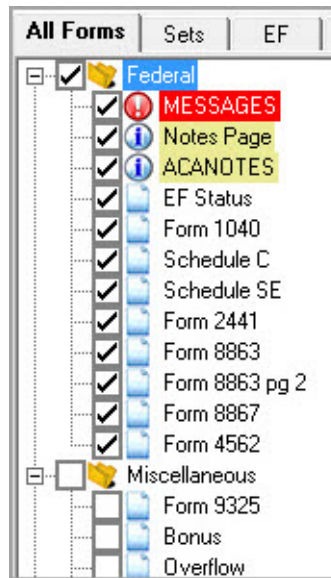 All Forms Sets EF
Federal
MESSAGES
Notes Page
ACANOTES
EF Status
Form 1040
Schedule C
Schedule SE
Form 2441
Form 8863
Form 8863 pg 2
Form 8867
Form 4562
Miscellaneous
Form 9325
Bonus
Overflow